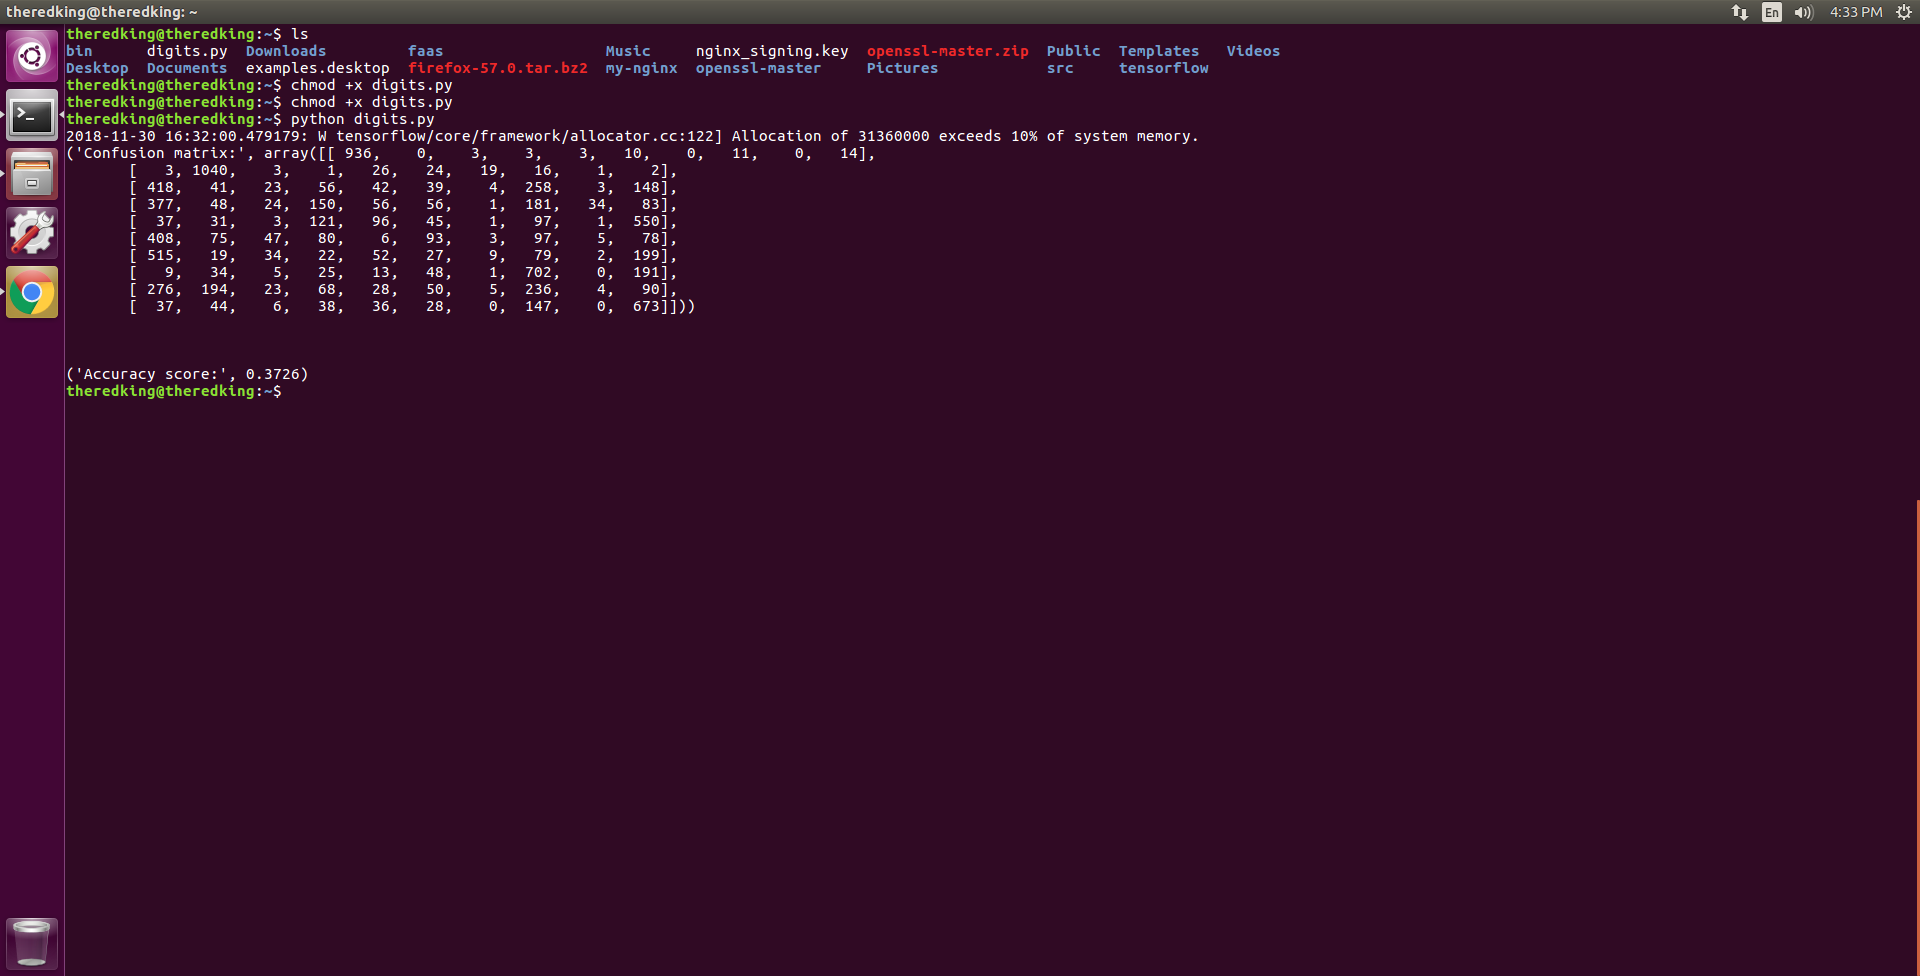 theredking@theredking: ~
En
4:33 PM
theredking@theredking:~$ ls
bin      digits.py  Downloads         faas                  Music     nginx_signing.key  openssl-master.zip  Public  Templates   Videos
Desktop  Documents  examples.desktop  firefox-57.0.tar.bz2  my-nginx  openssl-master     Pictures            src     tensorflow
theredking@theredking:~$ chmod +x digits.py
theredking@theredking:~$ chmod +x digits.py
theredking@theredking:~$ python digits.py
2018-11-30 16:32:00.479179: W tensorflow/core/framework/allocator.cc:122] Allocation of 31360000 exceeds 10% of system memory.
('Confusion matrix:', array([[ 936,    0,    3,    3,    3,   10,    0,   11,    0,   14],
       [   3, 1040,    3,    1,   26,   24,   19,   16,    1,    2],
       [ 418,   41,   23,   56,   42,   39,    4,  258,    3,  148],
       [ 377,   48,   24,  150,   56,   56,    1,  181,   34,   83],
       [  37,   31,    3,  121,   96,   45,    1,   97,    1,  550],
       [ 408,   75,   47,   80,    6,   93,    3,   97,    5,   78],
       [ 515,   19,   34,   22,   52,   27,    9,   79,    2,  199],
       [   9,   34,    5,   25,   13,   48,    1,  702,    0,  191],
       [ 276,  194,   23,   68,   28,   50,    5,  236,    4,   90],
       [  37,   44,    6,   38,   36,   28,    0,  147,    0,  673]]))
('Accuracy score:', 0.3726)
theredking@theredking:~$